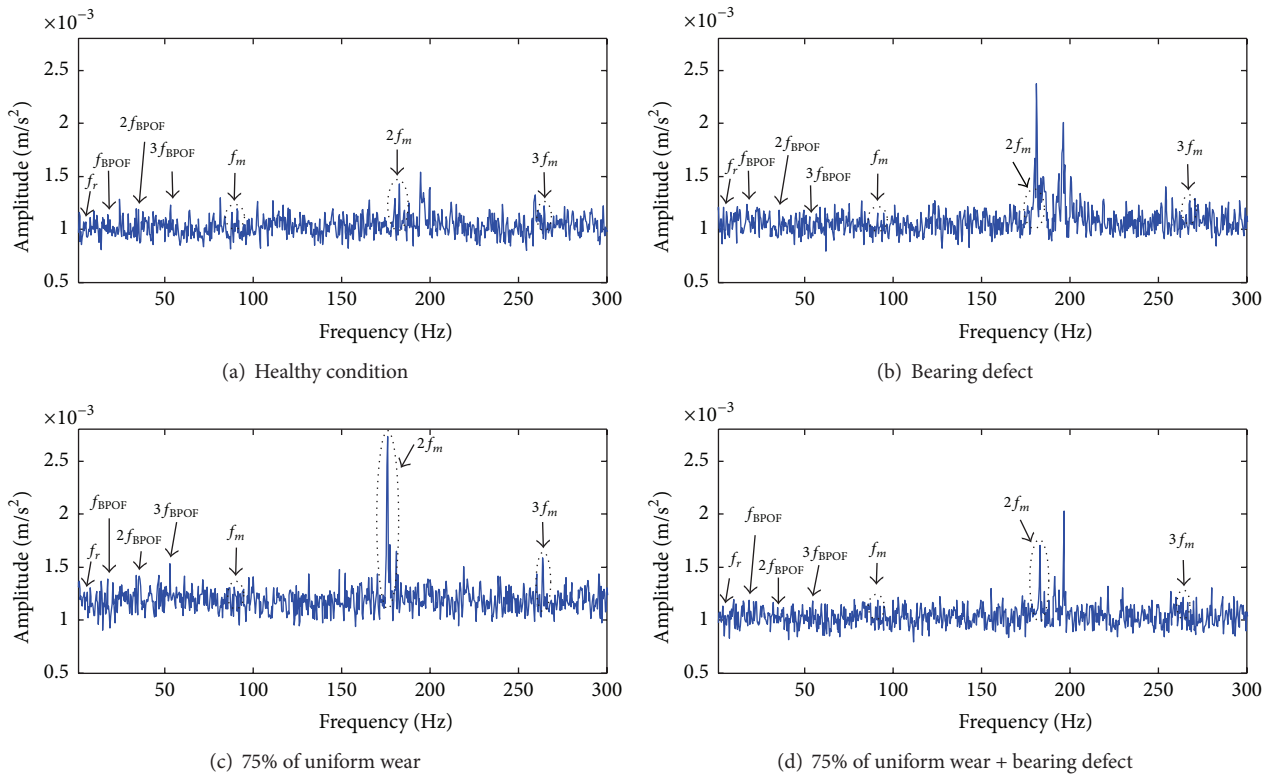 ×10⁻³
Amplitude (m/s²)
2.5
2
1.5
1
0.5
f_r
f_BPOF
2f_BPOF
3f_BPOF
f_m
2f_m
3f_m
50 100 150 200 250 300
Frequency (Hz)
(a) Healthy condition
×10⁻³
Amplitude (m/s²)
2.5
2
1.5
1
0.5
f_r
f_BPOF
2f_BPOF
3f_BPOF
f_m
2f_m
3f_m
50 100 150 200 250 300
Frequency (Hz)
(b) Bearing defect
×10⁻³
Amplitude (m/s²)
2.5
2
1.5
1
0.5
f_r
f_BPOF
2f_BPOF
3f_BPOF
f_m
2f_m
3f_m
50 100 150 200 250 300
Frequency (Hz)
(c) 75% of uniform wear
×10⁻³
Amplitude (m/s²)
2.5
2
1.5
1
0.5
f_r
f_BPOF
2f_BPOF
3f_BPOF
f_m
2f_m
3f_m
50 100 150 200 250 300
Frequency (Hz)
(d) 75% of uniform wear + bearing defect